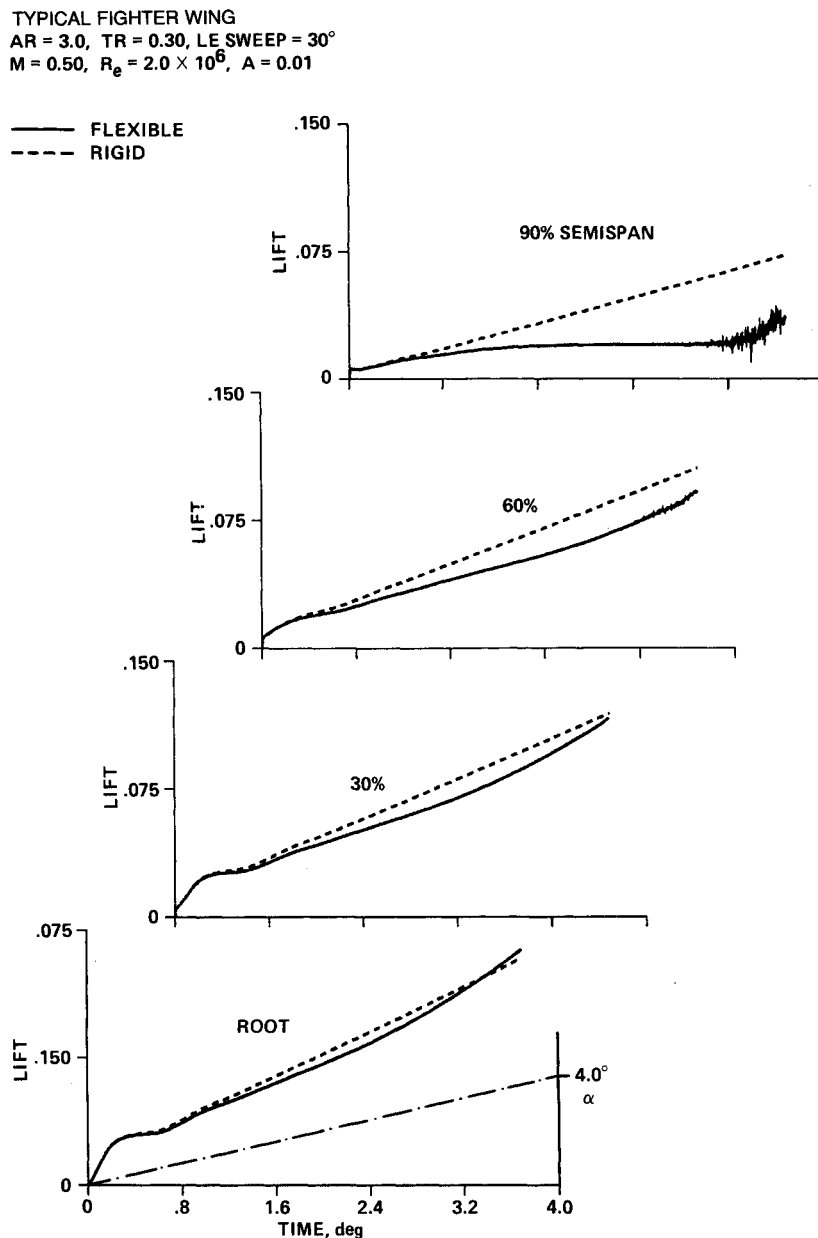 TYPICAL FIGHTER WING
AR = 3.0, TR = 0.30, LE SWEEP = 30°
M = 0.50, Re = 2.0 × 10⁶, A = 0.01
FLEXIBLE
RIGID
.150
.075
0
LIFT
90% SEMISPAN
.150
.075
0
LIFT
60%
.150
.075
0
LIFT
30%
.075
.150
0
LIFT
ROOT
4.0°
α
0 .8 1.6 2.4 3.2 4.0
TIME, deg